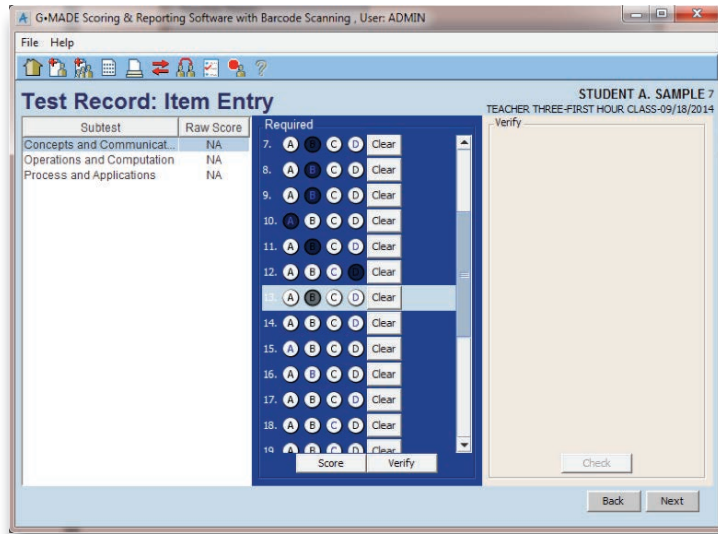 G•MADE Scoring & Reporting Software with Barcode Scanning , User: ADMIN
File Help
Test Record: Item Entry
STUDENT A. SAMPLE 7
TEACHER THREE-FIRST HOUR CLASS-09/18/2014
Subtest Raw Score
Concepts and Communicat... NA
Operations and Computation NA
Process and Applications NA
Required
7. A B C D Clear
8. A B C D Clear
9. A B C D Clear
10. A B C D Clear
11. A B C D Clear
12. A B C D Clear
13. A B C D Clear
14. A B C D Clear
15. A B C D Clear
16. A B C D Clear
17. A B C D Clear
18. A B C D Clear
19 A B C D Clear
Score Verify
Verify
Check
Back Next